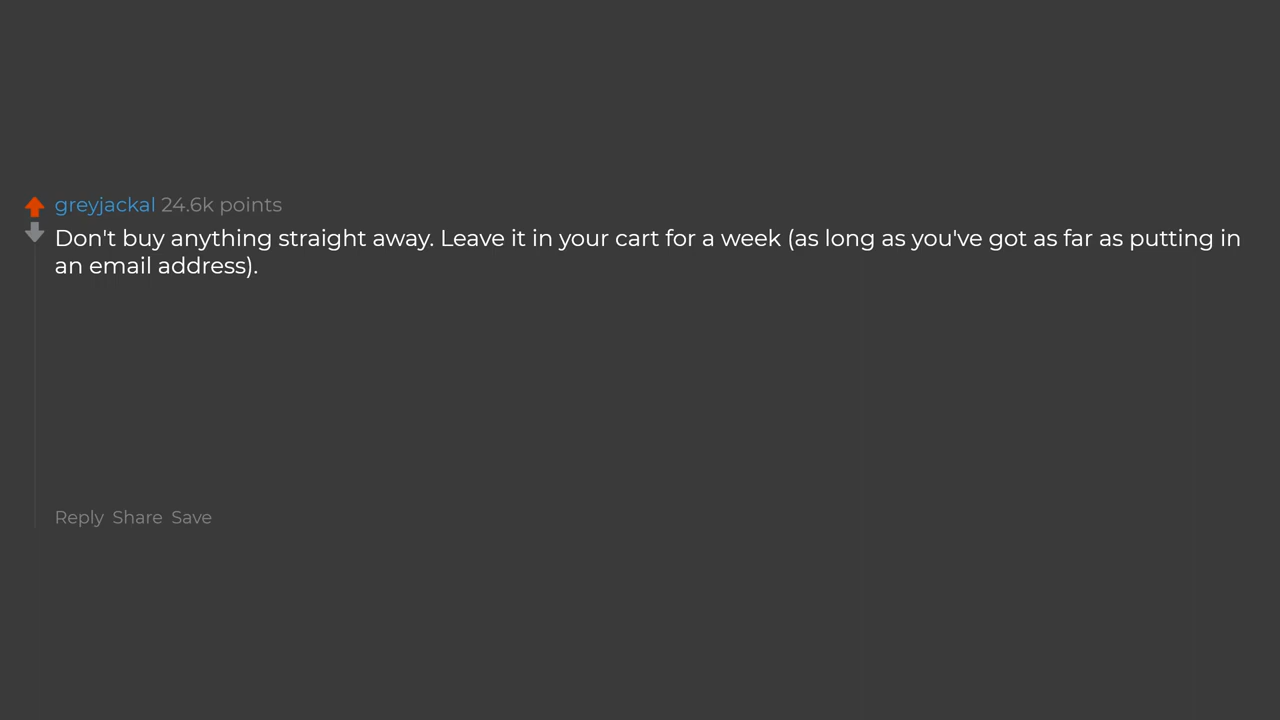 greyjackal 24.6k points
Don't buy anything straight away. Leave it in your cart for a week (as long as you've got as far as putting in
an email address).
Reply Share Save